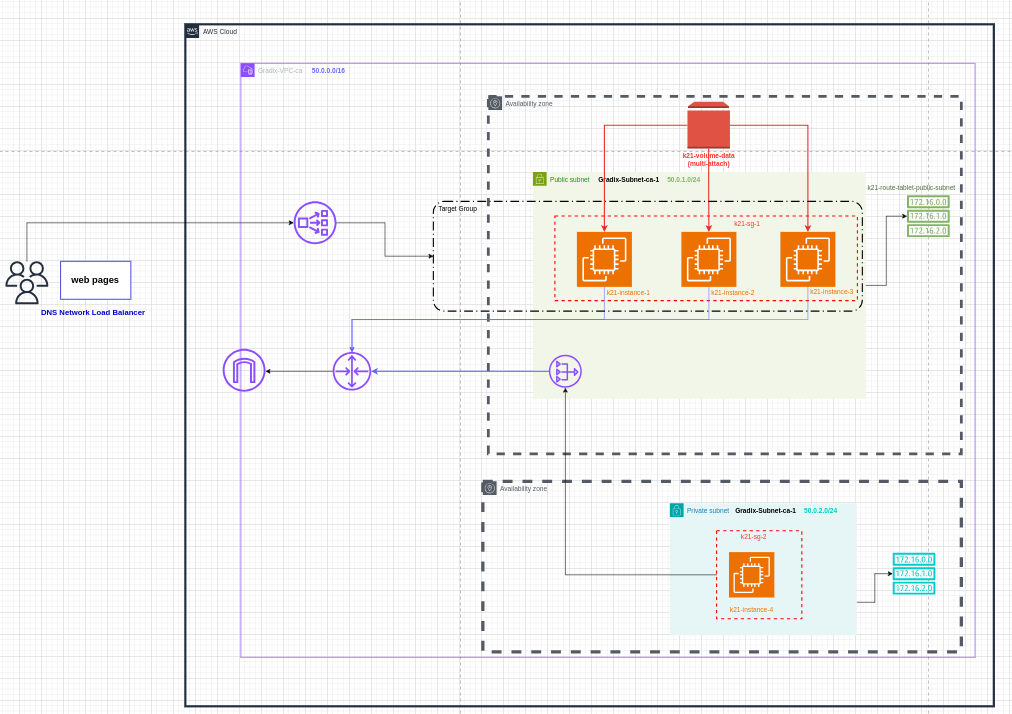 aws AWS Cloud
Gradix-VPC-ca 50.0.0.0/16
Availability zone
k21-volume-data
(multi-attach)
Public subnet Gradix-Subnet-ca-1 50.0.1.0/24
k21-route-tablet-public-subnet
172.16.0.0
172.16.1.0
172.16.2.0
Target Group
k21-sg-1
k21-instance-1
k21-instance-2
k21-instance-3
web pages
DNS Network Load Balancer
Availability zone
Private subnet Gradix-Subnet-ca-1 50.0.2.0/24
k21-sg-2
k21-instance-4
172.16.0.0
172.16.1.0
172.16.2.0